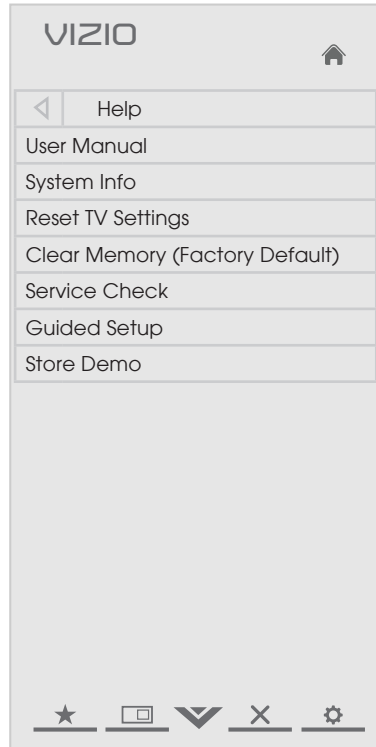 VIZIO
Help
User Manual
System Info
Reset TV Settings
Clear Memory (Factory Default)
Service Check
Guided Setup
Store Demo